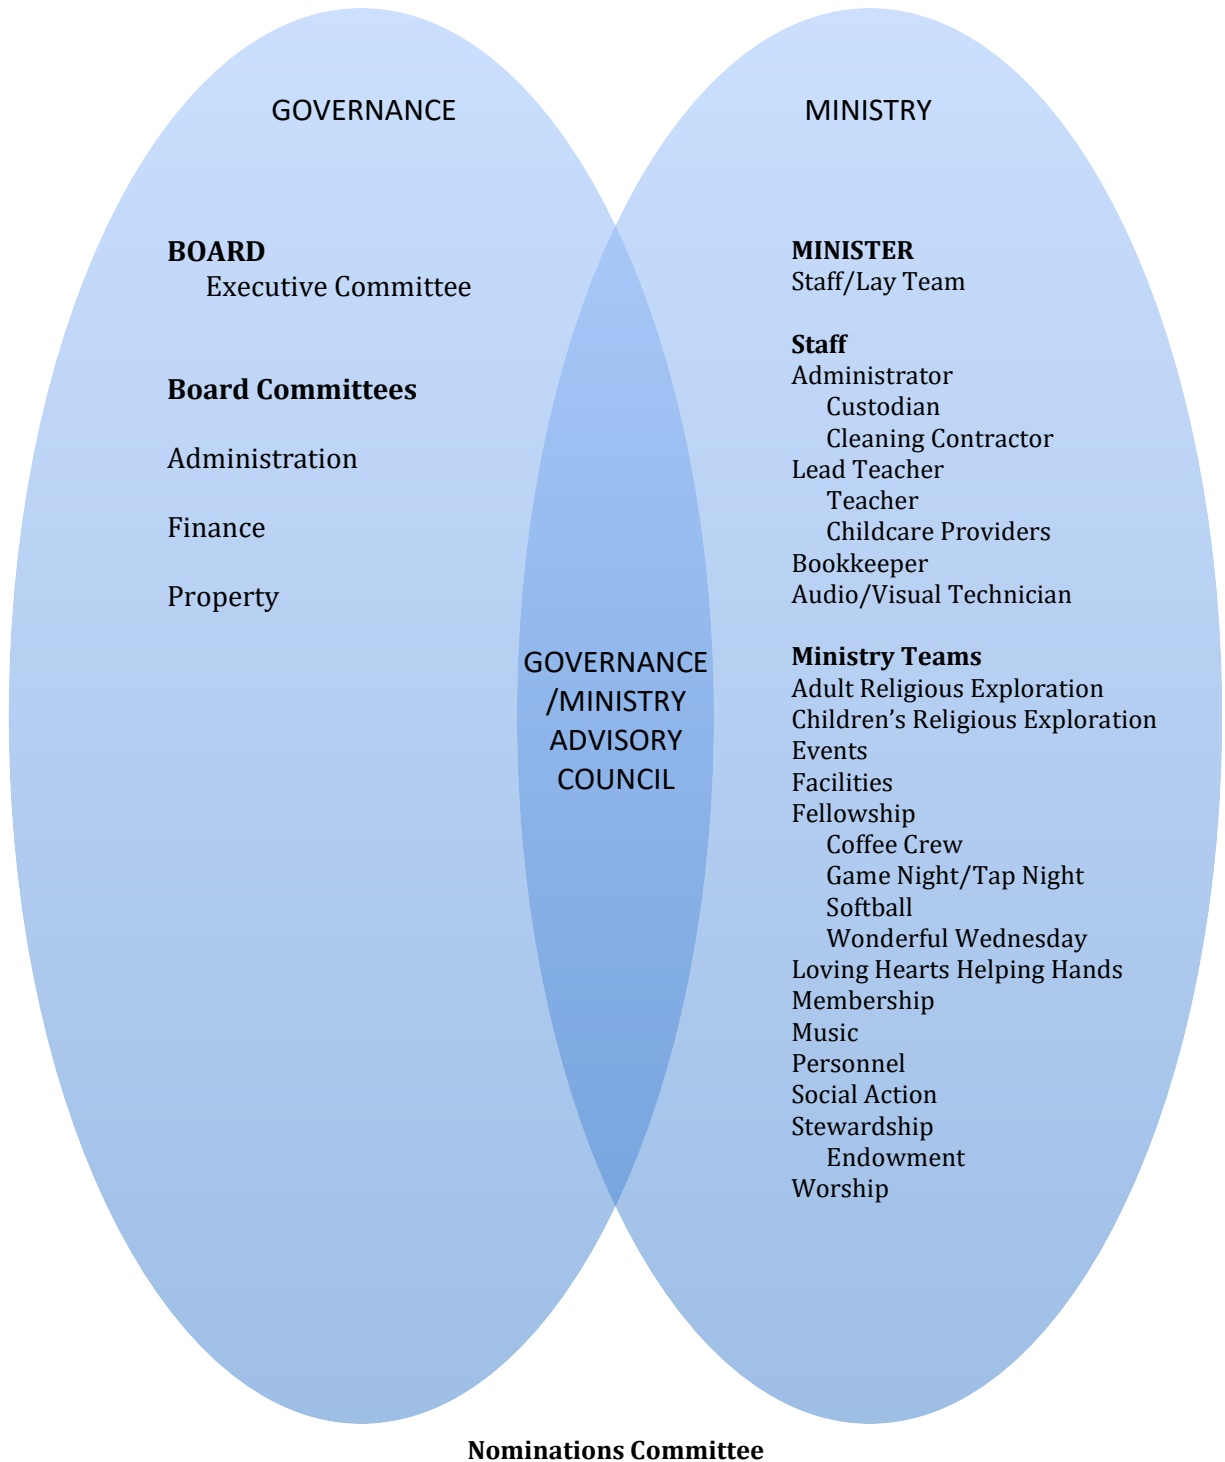 GOVERNANCE
BOARD
Executive Committee
Board Committees
Administration
Finance
Property
GOVERNANCE
/MINISTRY
ADVISORY
COUNCIL
MINISTRY
MINISTER
Staff/Lay Team
Staff
Administrator
Custodian
Cleaning Contractor
Lead Teacher
Teacher
Childcare Providers
Bookkeeper
Audio/Visual Technician
Ministry Teams
Adult Religious Exploration
Children’s Religious Exploration
Events
Facilities
Fellowship
Coffee Crew
Game Night/Tap Night
Softball
Wonderful Wednesday
Loving Hearts Helping Hands
Membership
Music
Personnel
Social Action
Stewardship
Endowment
Worship
Nominations Committee